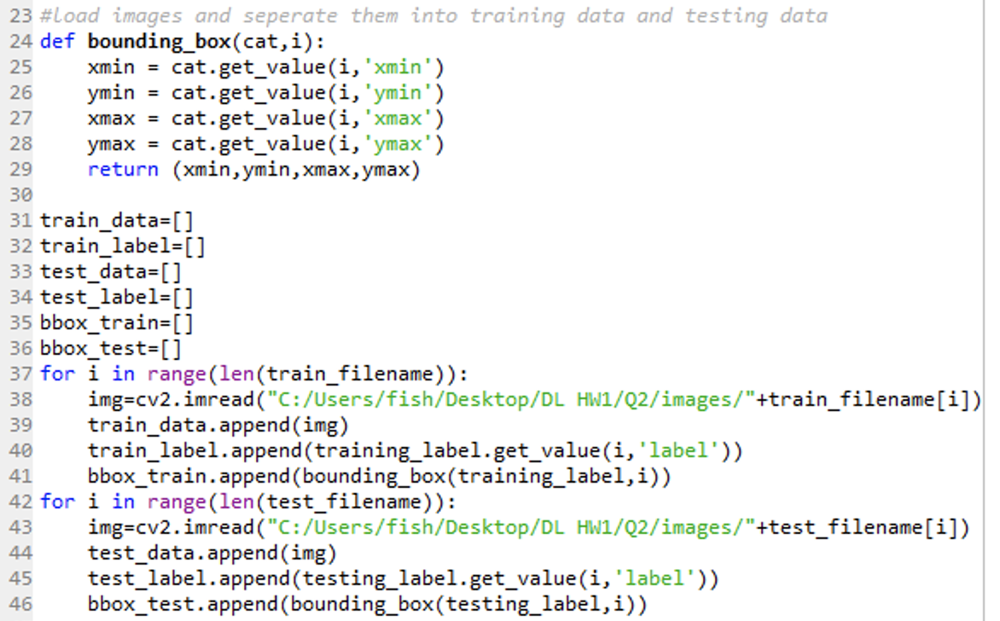 23 #load images and seperate them into training data and testing data
24 def bounding_box(cat,i):
25     xmin = cat.get_value(i,'xmin')
26     ymin = cat.get_value(i,'ymin')
27     xmax = cat.get_value(i,'xmax')
28     ymax = cat.get_value(i,'ymax')
29     return (xmin,ymin,xmax,ymax)
30
31 train_data=[]
32 train_label=[]
33 test_data=[]
34 test_label=[]
35 bbox_train=[]
36 bbox_test=[]
37 for i in range(len(train_filename)):
38     img=cv2.imread("C:/Users/fish/Desktop/DL HW1/Q2/images/"+train_filename[i])
39     train_data.append(img)
40     train_label.append(training_label.get_value(i,'label'))
41     bbox_train.append(bounding_box(training_label,i))
42 for i in range(len(test_filename)):
43     img=cv2.imread("C:/Users/fish/Desktop/DL HW1/Q2/images/"+test_filename[i])
44     test_data.append(img)
45     test_label.append(testing_label.get_value(i,'label'))
46     bbox_test.append(bounding_box(testing_label,i))